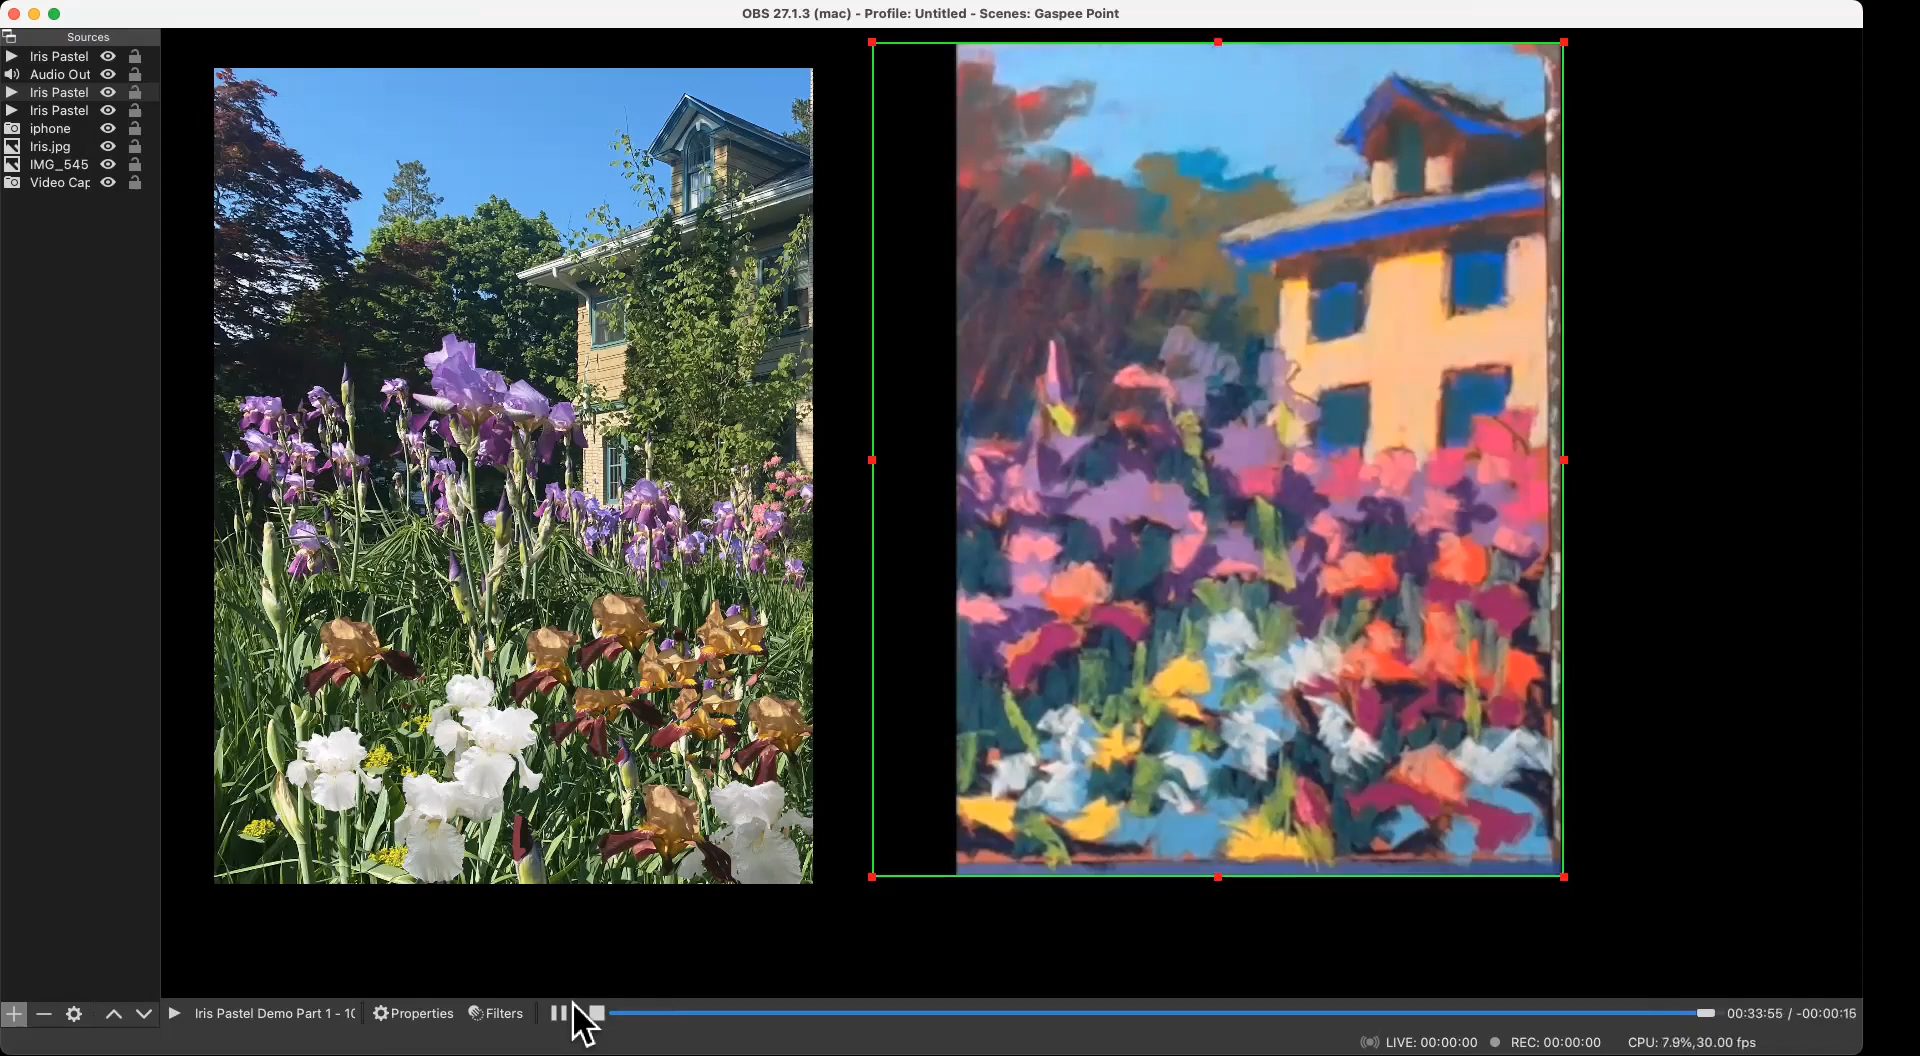 OBS 27.1.3 (mac) - Profile: Untitled - Scenes: Gaspee Point
Sources
Iris Pastel
Audio Out
Iris Pastel
Iris Pastel
iphone
Iris.jpg
IMG_545
Video Cap
Iris Pastel Demo Part 1 - 10
Properties
Filters
00:33:55 / -00:00:16
LIVE: 00:00:00
REC: 00:00:00
CPU: 7.9%,30.00 fps